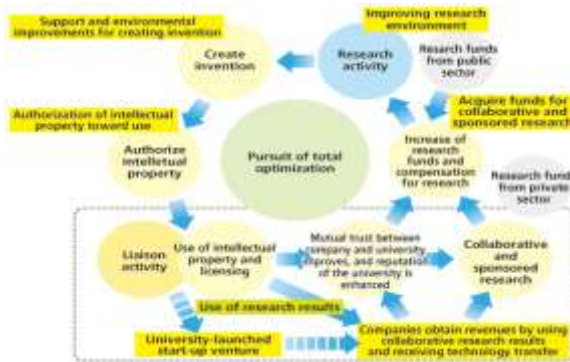 Support and environmental
improvements for creating invention
Improving research
environment
Create
invention
Research
activity
Resarch funds
from public
sector
Authorization of intellectual
property toward use
Acquire funds for
collaborative and
sponsored research
Authorize
intelletual
property
Pursuit of total
optimization
Increase of
research
funds and
compensation
for research
Research fund
from private
sector
Liaison
activity
Use of intellectual
property and
licensing
Mutual trust between
company and university
improves, and reputation
of the university is
enhanced
Collaborative
and
sponsored
research
Use of research results
University-launched
start-up venture
Companies obtain revenues by using
collaborative research results
and receiving technology transfer